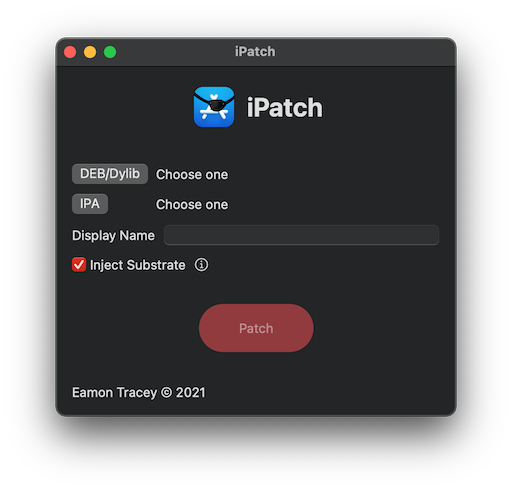 iPatch
iPatch
DEB/Dylib Choose one
IPA Choose one
Display Name
Inject Substrate
Patch
Eamon Tracey © 2021